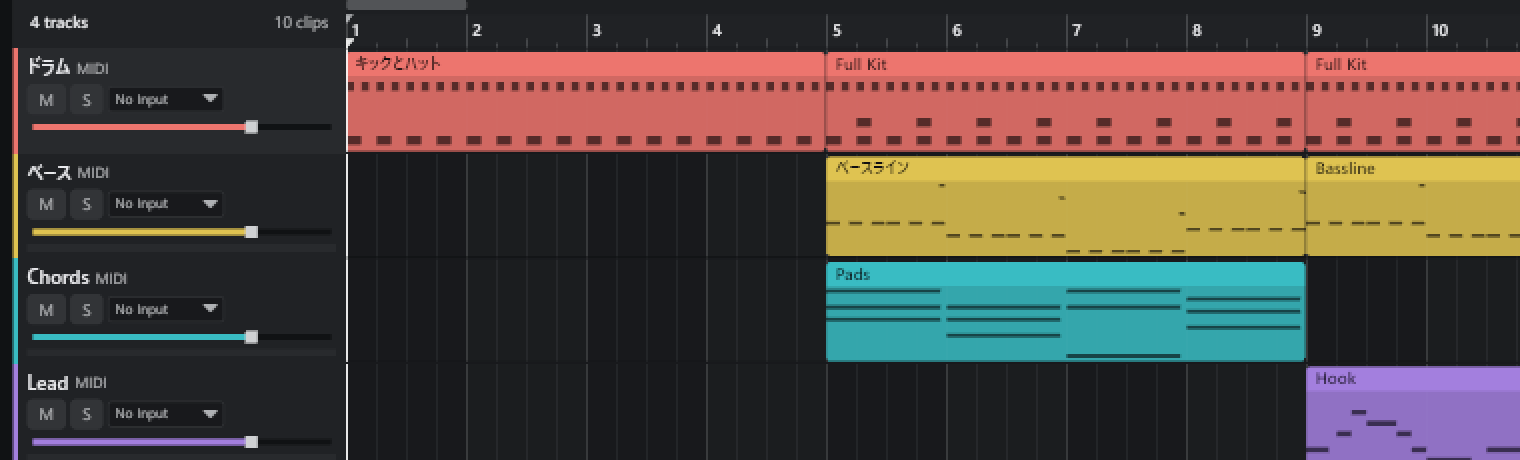 4 tracks 10 clips
1 2 3 4 5 6 7 8 9 10
ドラム MIDI
M S No Input
キックとハット Full Kit Full Kit
ベース MIDI
M S No Input
ベースライン Bassline
Chords MIDI
M S No Input
Pads
Lead MIDI
M S No Input
Hook